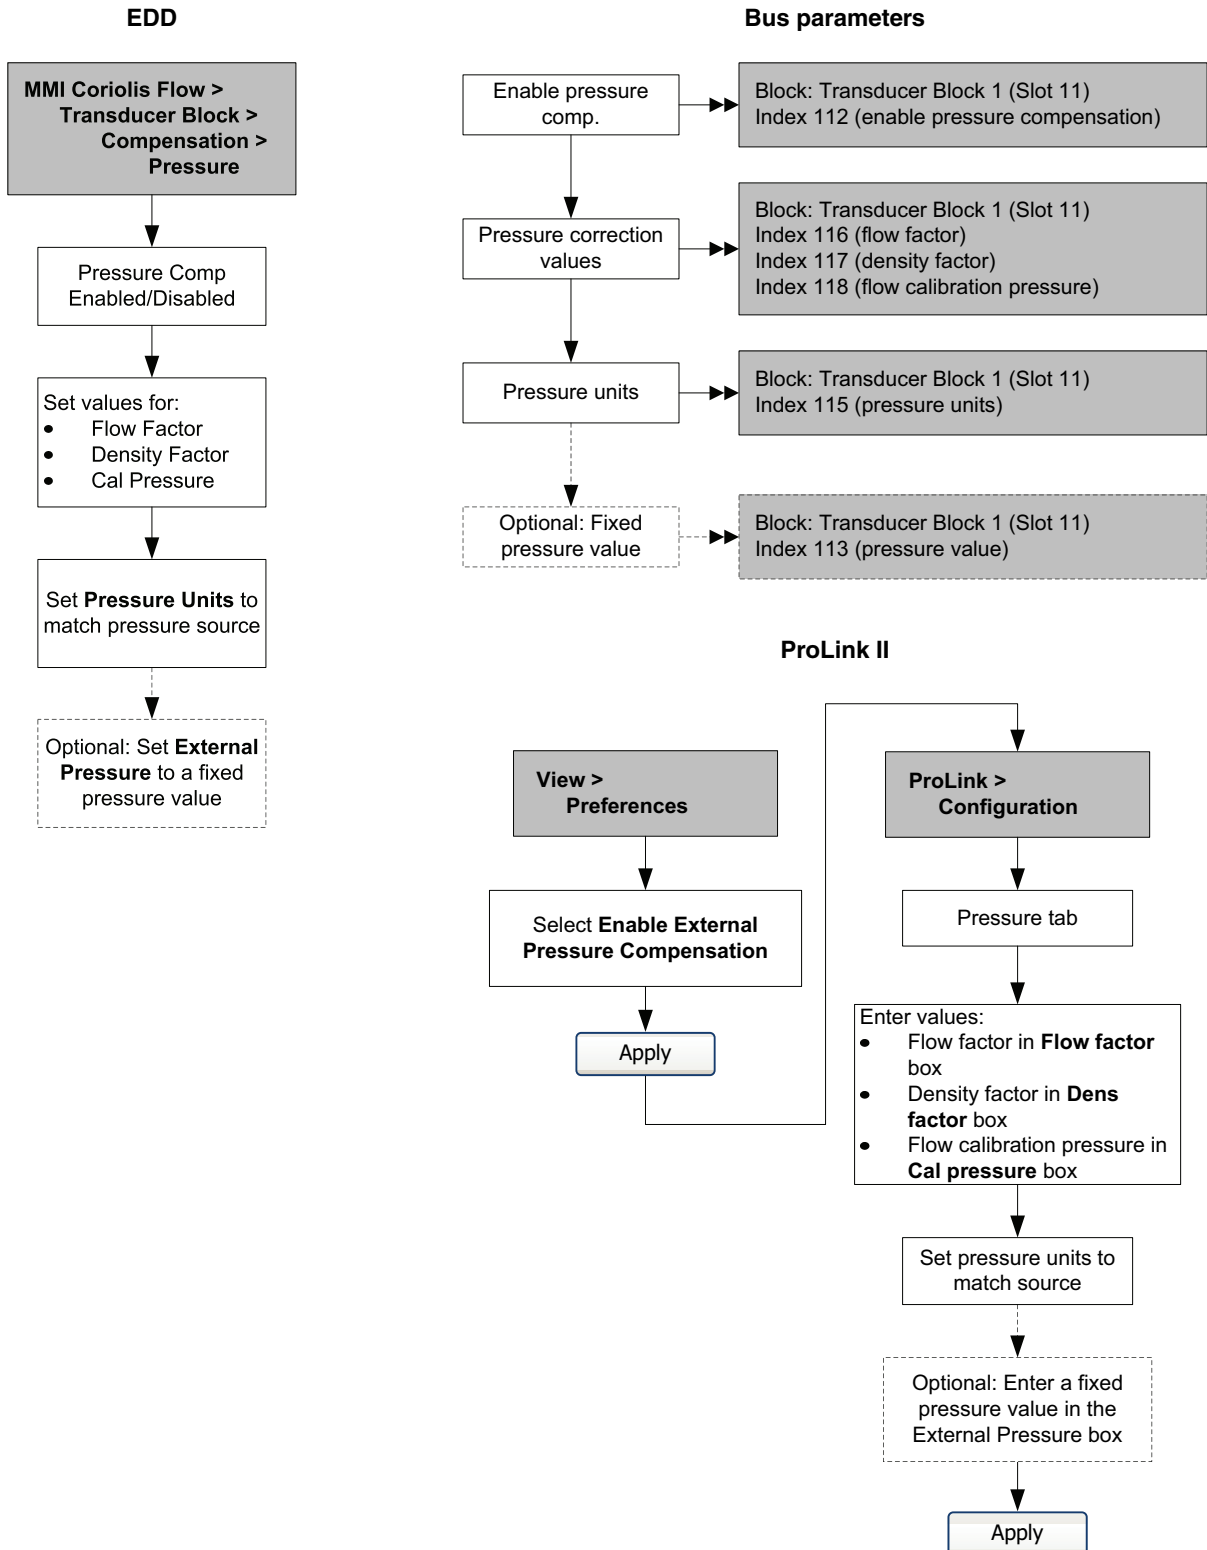 EDD
MMI Coriolis Flow >
Transducer Block >
Compensation >
Pressure
Pressure Comp
Enabled/Disabled
Set values for:
• Flow Factor
• Density Factor
• Cal Pressure
Set Pressure Units to
match pressure source
Optional: Set External
Pressure to a fixed
pressure value
Bus parameters
Enable pressure
comp.
Block: Transducer Block 1 (Slot 11)
Index 112 (enable pressure compensation)
Pressure correction
values
Block: Transducer Block 1 (Slot 11)
Index 116 (flow factor)
Index 117 (density factor)
Index 118 (flow calibration pressure)
Pressure units
Block: Transducer Block 1 (Slot 11)
Index 115 (pressure units)
Optional: Fixed
pressure value
Block: Transducer Block 1 (Slot 11)
Index 113 (pressure value)
ProLink II
View >
Preferences
Select Enable External
Pressure Compensation
Apply
ProLink >
Configuration
Pressure tab
Enter values:
• Flow factor in Flow factor
box
• Density factor in Dens
factor box
• Flow calibration pressure in
Cal pressure box
Set pressure units to
match source
Optional: Enter a fixed
pressure value in the
External Pressure box
Apply